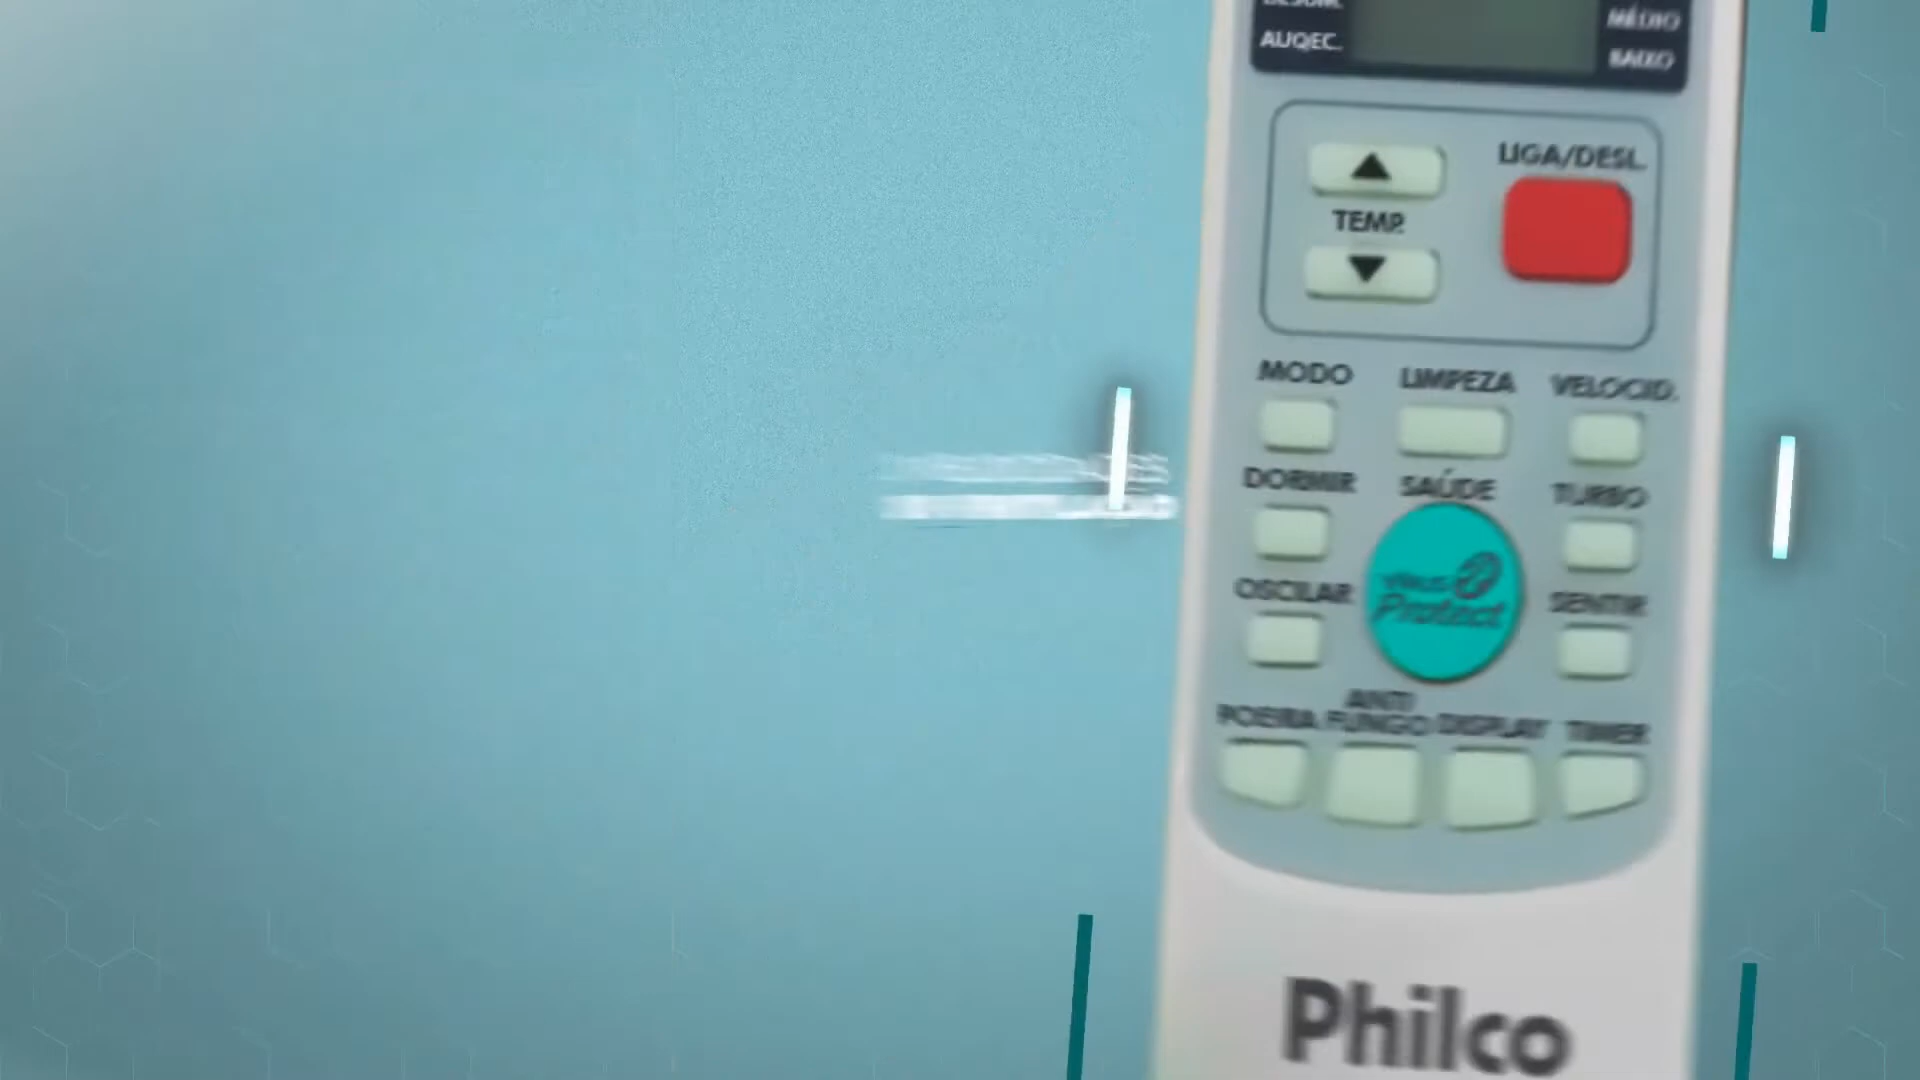 MÉDIO
AUQEC.
BAIXO
LIGA/DESL.
TEMP.
MODO LIMPEZA VELOCID.
DORMIR SAÚDE TURBO
Protect
OSCILAR SENTIR
ANTI
POEIRA FUNGO DISPLAY TIMER
Philco